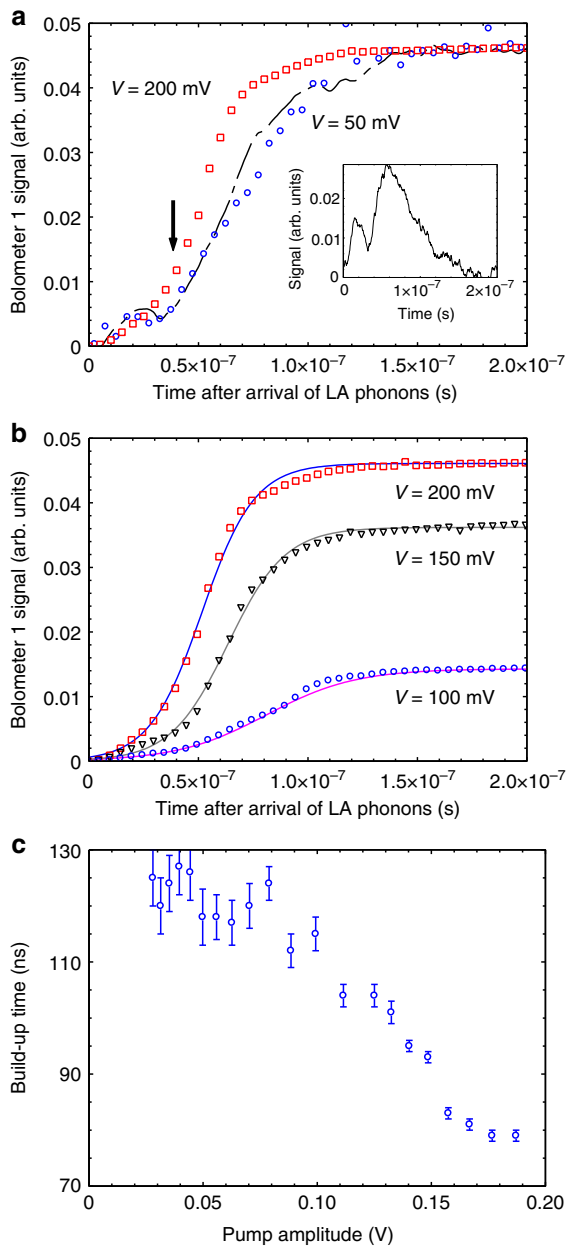 a
0.05
0.04
0.03
0.02
0.01
0
Bolometer 1 signal (arb. units)
V = 200 mV
V = 50 mV
Signal (arb. units)
0.02
0.01
0
0
1×10⁻⁷
2×10⁻⁷
Time (s)
0
0.5×10⁻⁷
1.0×10⁻⁷
1.5×10⁻⁷
2.0×10⁻⁷
Time after arrival of LA phonons (s)
b
0.05
0.04
0.03
0.02
0.01
0
Bolometer 1 signal (arb. units)
V = 200 mV
V = 150 mV
V = 100 mV
0
0.5×10⁻⁷
1.0×10⁻⁷
1.5×10⁻⁷
2.0×10⁻⁷
Time after arrival of LA phonons (s)
c
130
110
90
70
Build-up time (ns)
0
0.05
0.10
0.15
0.20
Pump amplitude (V)